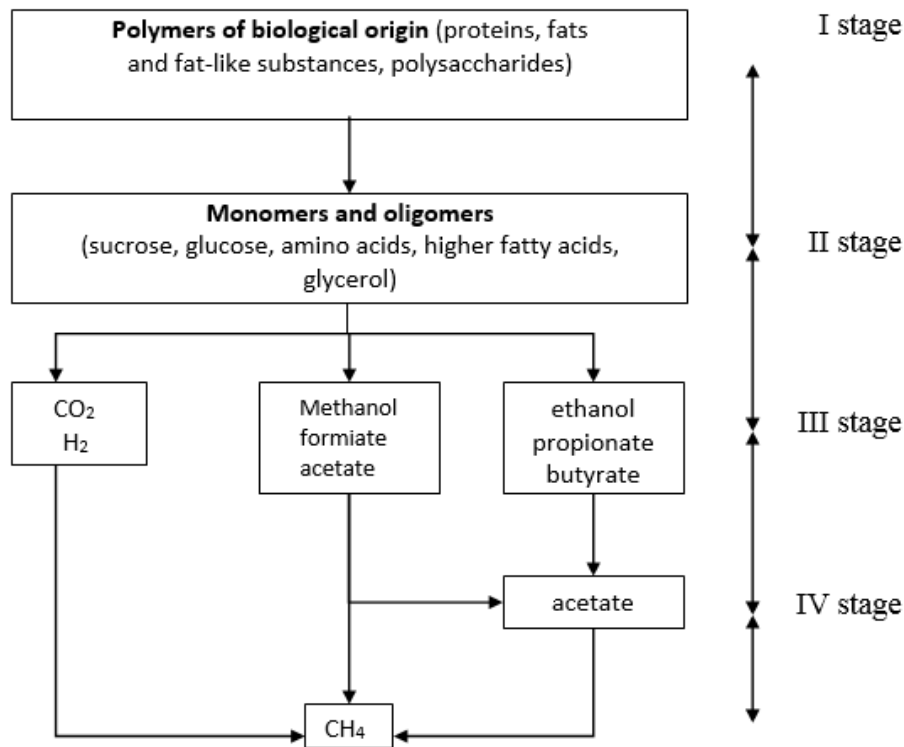 Polymers of biological origin (proteins, fats
and fat-like substances, polysaccharides)
I stage
Monomers and oligomers
(sucrose, glucose, amino acids, higher fatty acids,
glycerol)
II stage
CO₂
H₂
Methanol
formiate
acetate
ethanol
propionate
butyrate
III stage
acetate
IV stage
CH₄